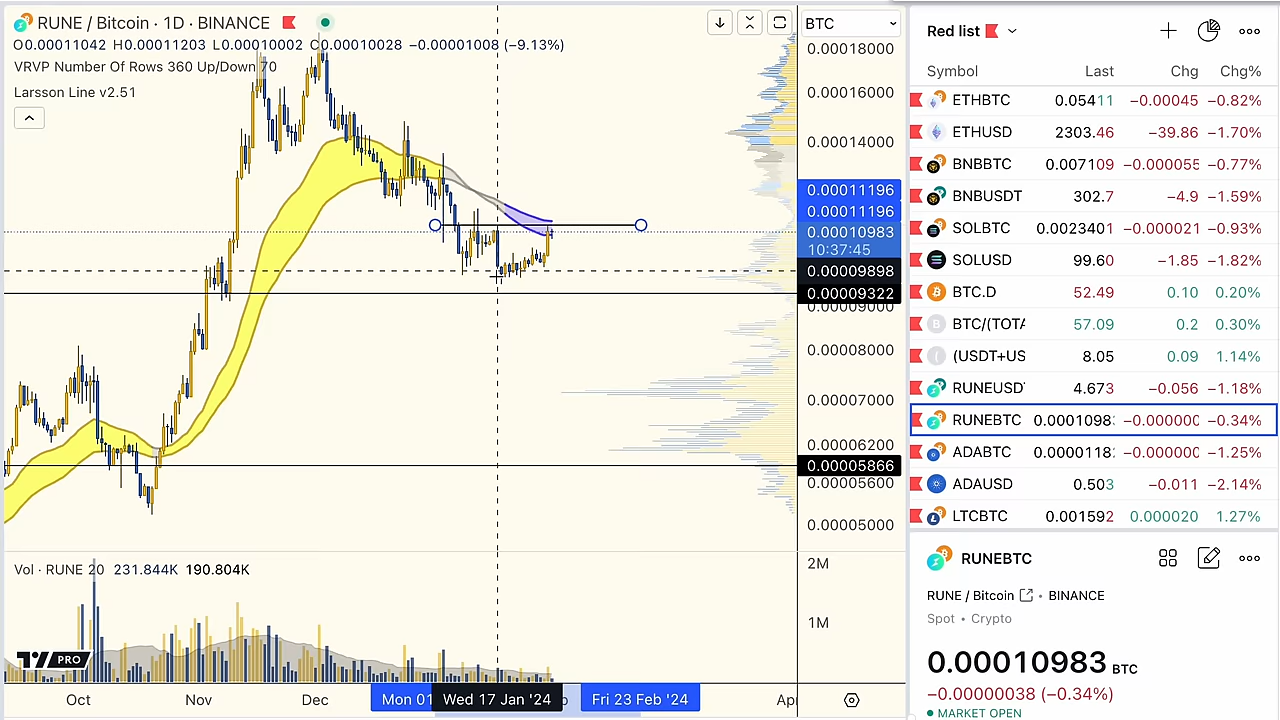 RUNE / Bitcoin · 1D · BINANCE
O0.00011042 H0.00011203 L0.00010002 C0.00010028 −0.00001008 (−9.13%)
VRVP Number Of Rows 360 Up/Down 70
Larsson Line v2.51
BTC
0.00018000
0.00016000
0.00014000
0.00011196
0.00011196
0.00010983
10:37:45
0.00009898
0.00009322
0.00008000
0.00007000
0.00006200
0.00005866
0.00005600
0.00005000
Vol · RUNE 20 231.844K 190.804K
2M
1M
PRO
Oct Nov Dec Mon 01 Wed 17 Jan '24 Fri 23 Feb '24 Apr
Red list
Symbol Last Chg Chg%
ETHBTC 0.05411 −0.00045 −0.82%
ETHUSD 2303.46 −39.86 −1.70%
BNBBTC 0.007109 −0.000055 −0.77%
BNBUSDT 302.7 −4.9 −1.59%
SOLBTC 0.0023401 −0.000021 −0.93%
SOLUSD 99.60 −1.85 −1.82%
BTC.D 52.49 0.10 0.20%
BTC/(TOTA 57.09 0.2 0.30%
(USDT+US 8.05 0.09 1.14%
RUNEUSD 4.673 −0.056 −1.18%
RUNEBTC 0.0001098 −0.34%
ADABTC 0.0000118 −1.25%
ADAUSD 0.503 −0.011 −2.14%
LTCBTC 0.001592 0.000020 1.27%
RUNEBTC
RUNE / Bitcoin • BINANCE
Spot • Crypto
0.00010983 BTC
−0.00000038 (−0.34%)
MARKET OPEN